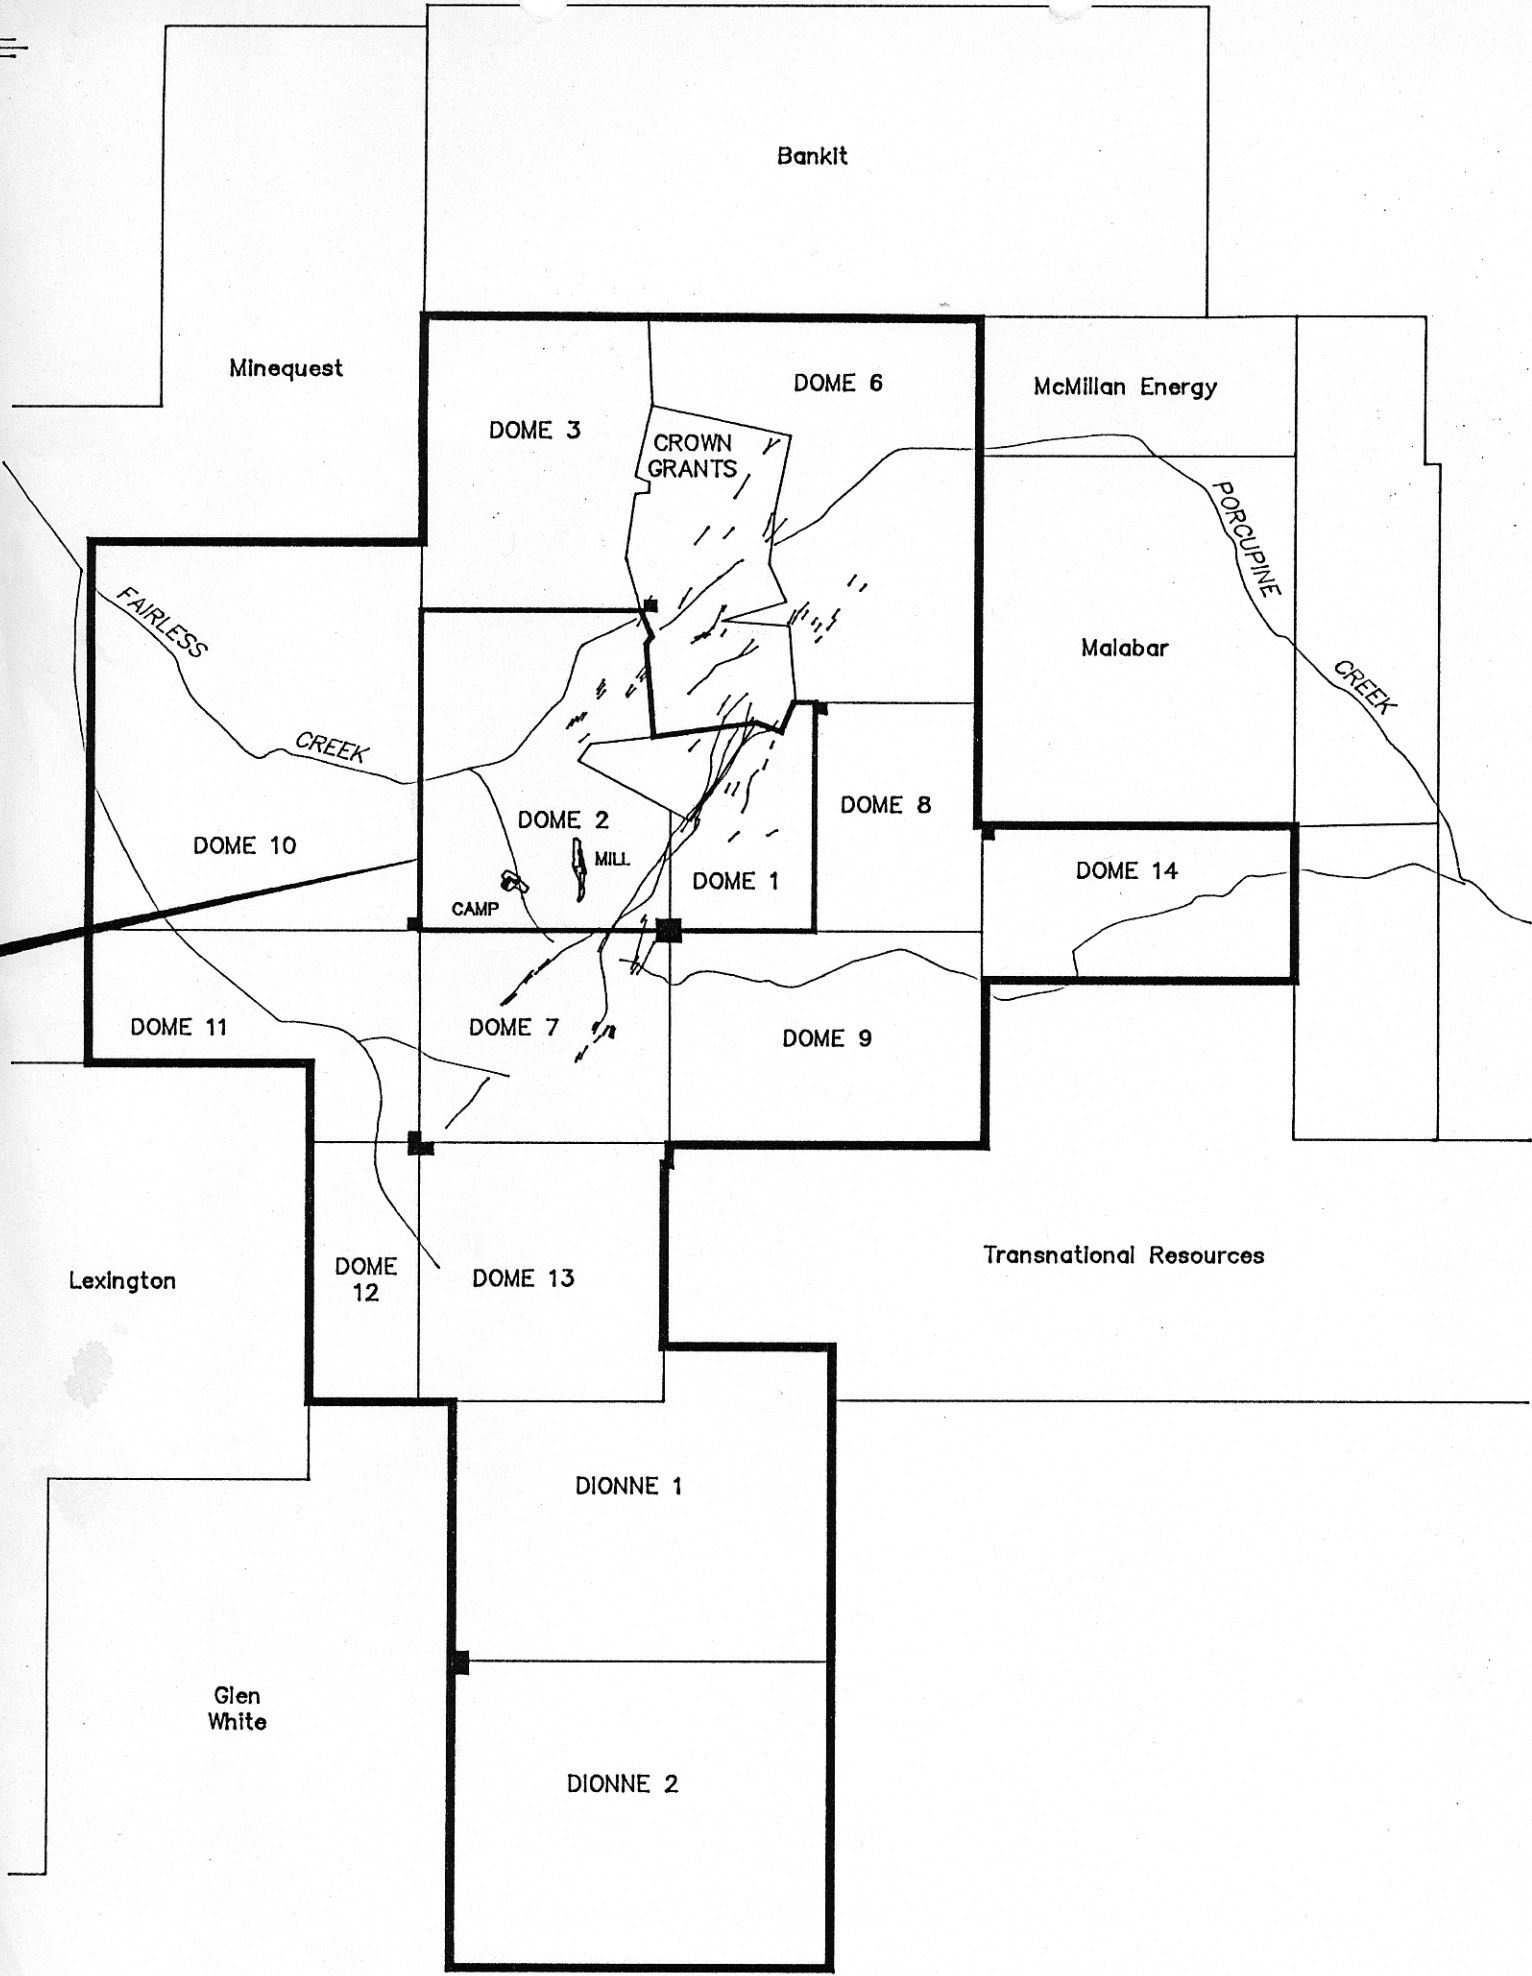 Bankit
Minequest
DOME 6
McMillan Energy
DOME 3
CROWN
GRANTS
PORCUPINE
CREEK
FAIRLESS
CREEK
Malabar
DOME 8
DOME 2
DOME 10
MILL
DOME 14
DOME 1
CAMP
DOME 11
DOME 7
DOME 9
Transnational Resources
DOME
12
DOME 13
Lexington
DIONNE 1
Glen
White
DIONNE 2